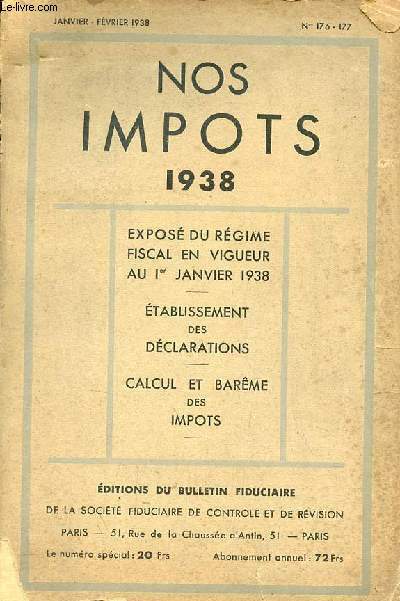 Le-livre.com
JANVIER - FÉVRIER 1938 Nos 176 - 177
NOS
IMPOTS
1938
EXPOSÉ DU RÉGIME
FISCAL EN VIGUEUR
AU 1er JANVIER 1938
ÉTABLISSEMENT
DES
DÉCLARATIONS
CALCUL ET BARÊME
DES
IMPOTS
ÉDITIONS DU BULLETIN FIDUCIAIRE
DE LA SOCIÉTÉ FIDUCIAIRE DE CONTROLE ET DE RÉVISION
PARIS — 51, Rue de la Chaussée d'Antin, 51 — PARIS
Le numéro spécial : 20 Frs Abonnement annuel : 72 Frs